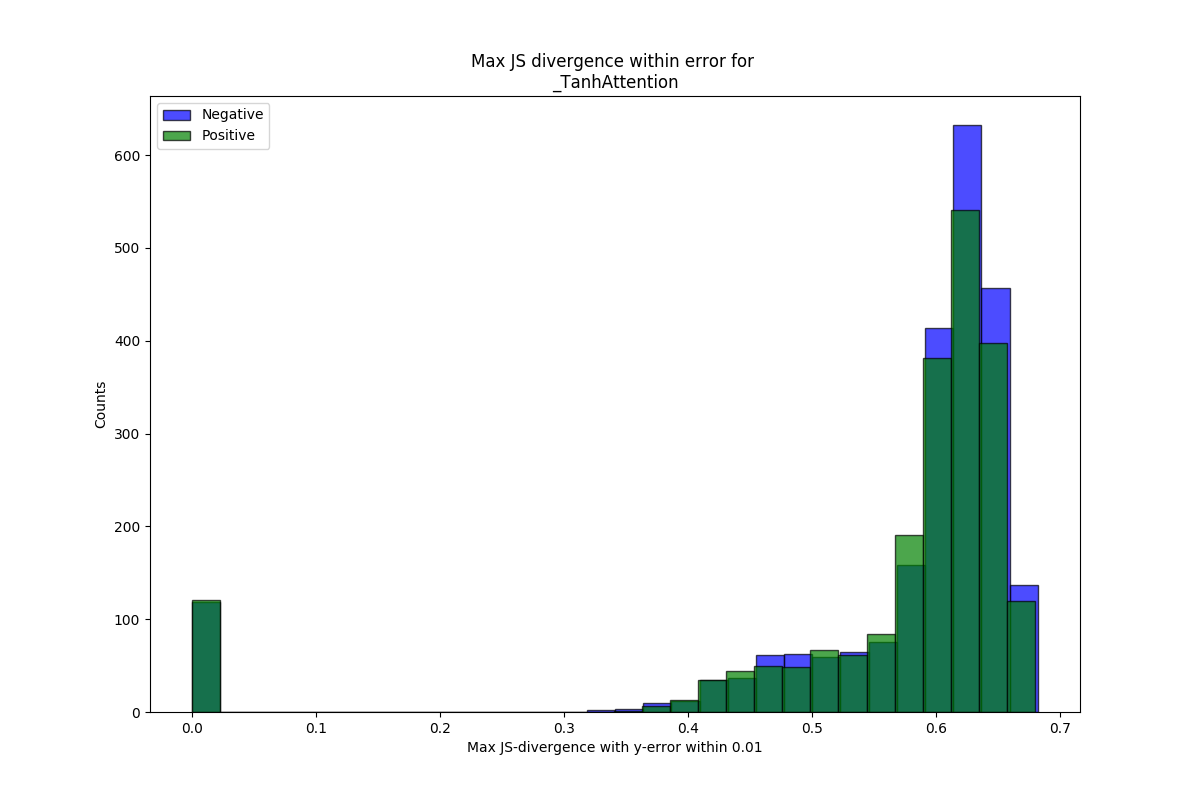 Max JS divergence within error for
_TanhAttention
Negative
Positive
600
500
400
300
200
100
0
Counts
0.0 0.1 0.2 0.3 0.4 0.5 0.6 0.7
Max JS-divergence with y-error within 0.01